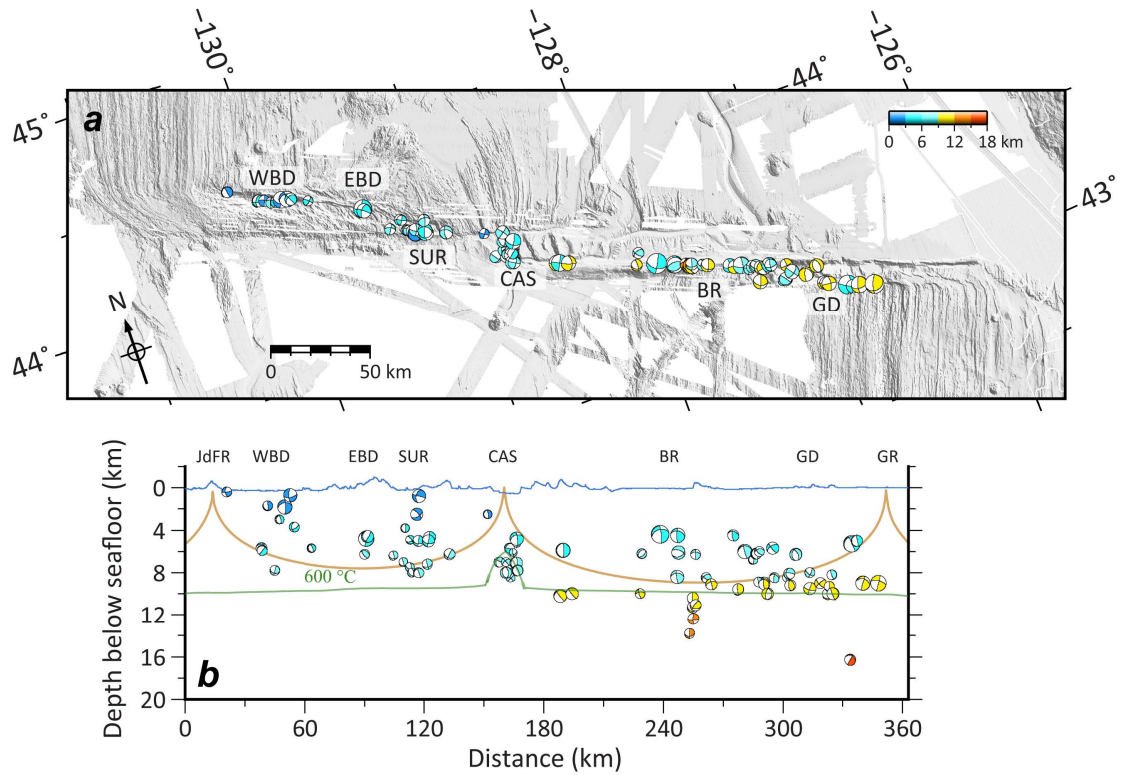 −130°
−128°
−126°
44°
45°
a
0 6 12 18 km
WBD
EBD
43°
SUR
CAS
BR
GD
N
0 50 km
44°
JdFR WBD EBD SUR CAS BR GD GR
Depth below seafloor (km)
0
4
8
12
16
20
600 °C
b
0 60 120 180 240 300 360
Distance (km)